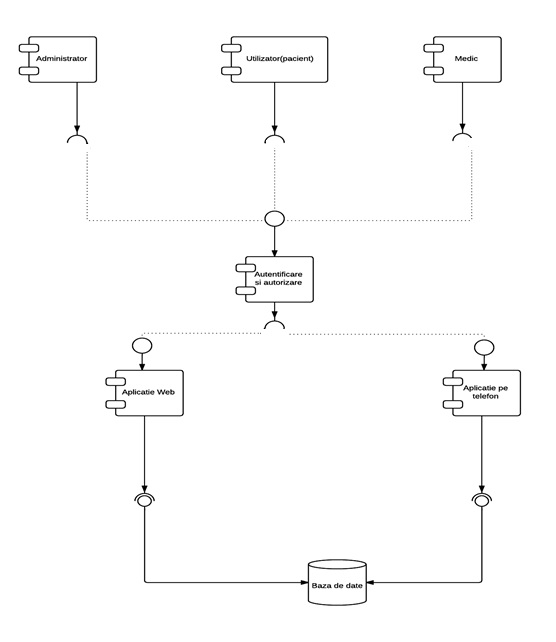 Administrator
Utilizator(pacient)
Medic
Autentificare
si autorizare
Aplicatie Web
Aplicatie pe
telefon
Baza de date